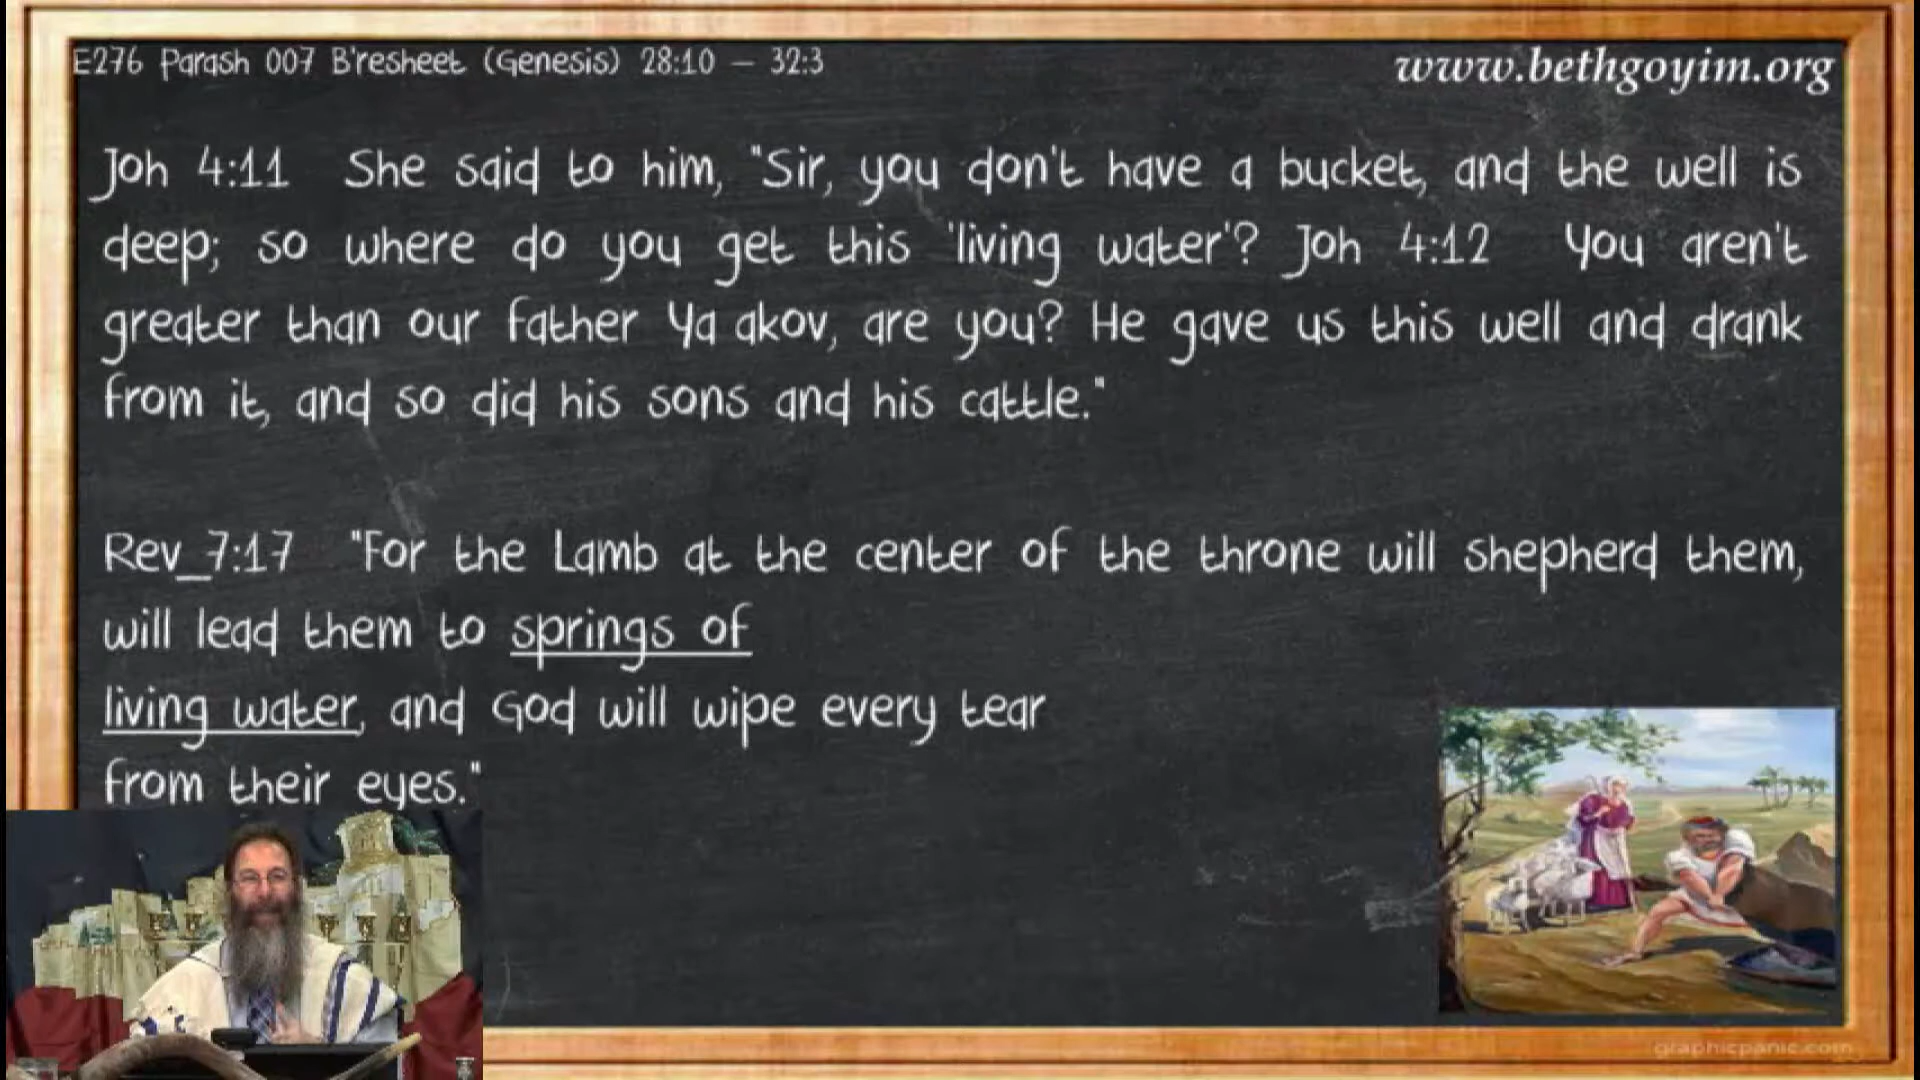 E276 Parash 007 B'resheet (Genesis) 28:10 – 32:3
www.bethgoyim.org
Joh 4:11 She said to him, "Sir, you don't have a bucket, and the well is
deep; so where do you get this 'living water'? Joh 4:12 You aren't
greater than our father Ya akov, are you? He gave us this well and drank
from it, and so did his sons and his cattle."
Rev_7:17 "For the Lamb at the center of the throne will shepherd them,
will lead them to springs of
living water, and God will wipe every tear
from their eyes."
graphicpanic.com